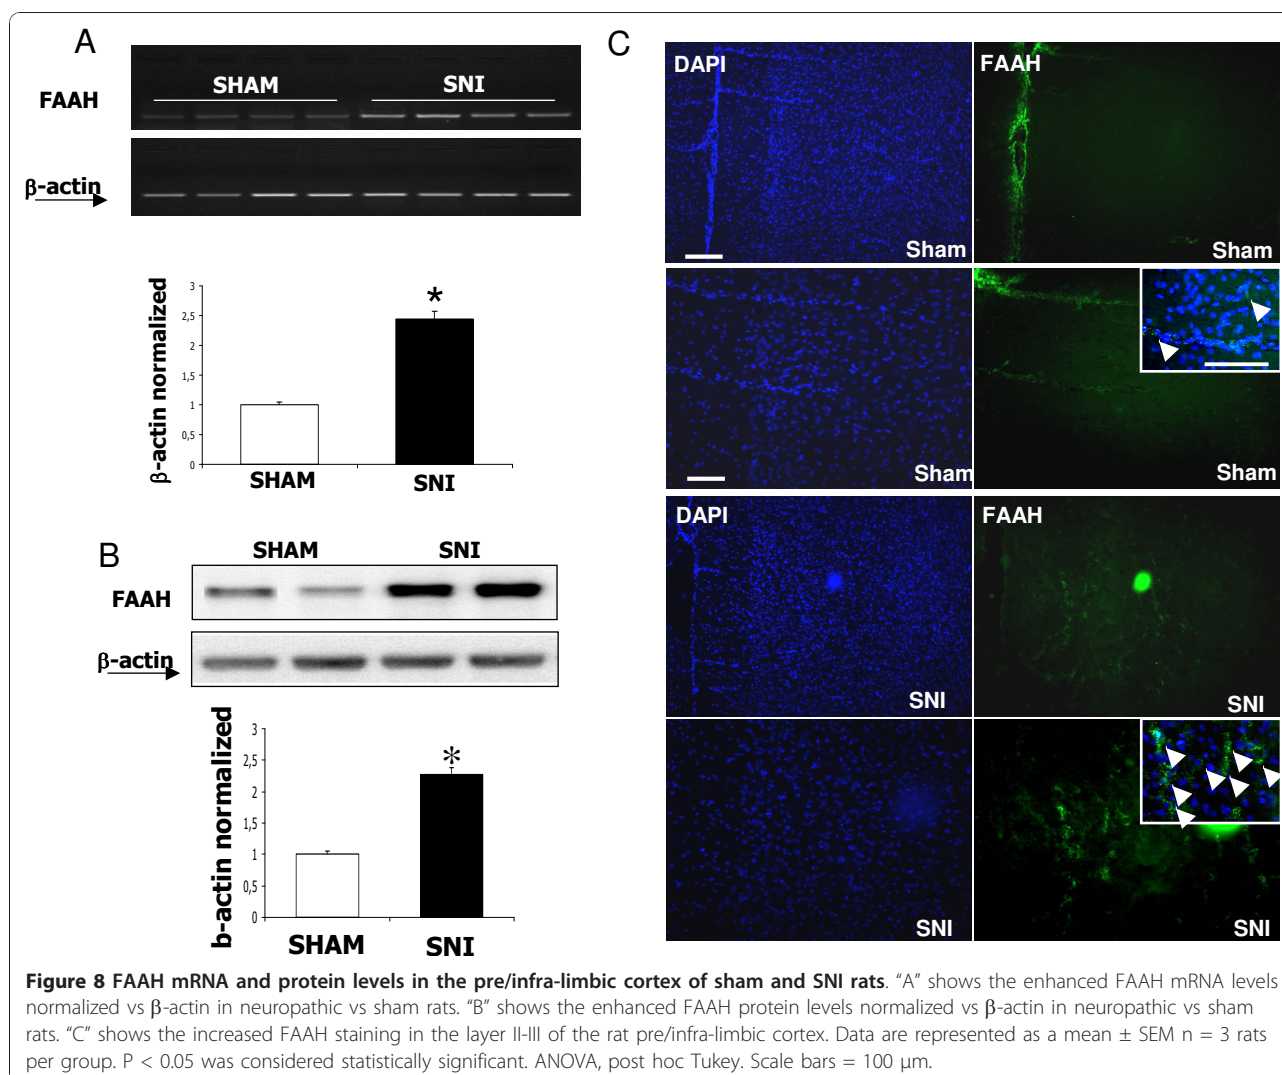 A
SHAM SNI
FAAH
β-actin
β-actin normalized
3
2,5
2
1,5
1
0,5
0
*
SHAM SNI
B
SHAM SNI
FAAH
β-actin
b-actin normalized
3
2,5
2
1,5
1
0,5
0
*
SHAM SNI
C
DAPI FAAH
Sham Sham
Sham Sham
DAPI FAAH
SNI SNI
SNI SNI
Figure 8 FAAH mRNA and protein levels in the pre/infra-limbic cortex of sham and SNI rats. “A” shows the enhanced FAAH mRNA levels
normalized vs β-actin in neuropathic vs sham rats. “B” shows the enhanced FAAH protein levels normalized vs β-actin in neuropathic vs sham
rats. “C” shows the increased FAAH staining in the layer II-III of the rat pre/infra-limbic cortex. Data are represented as a mean ± SEM n = 3 rats
per group. P < 0.05 was considered statistically significant. ANOVA, post hoc Tukey. Scale bars = 100 μm.